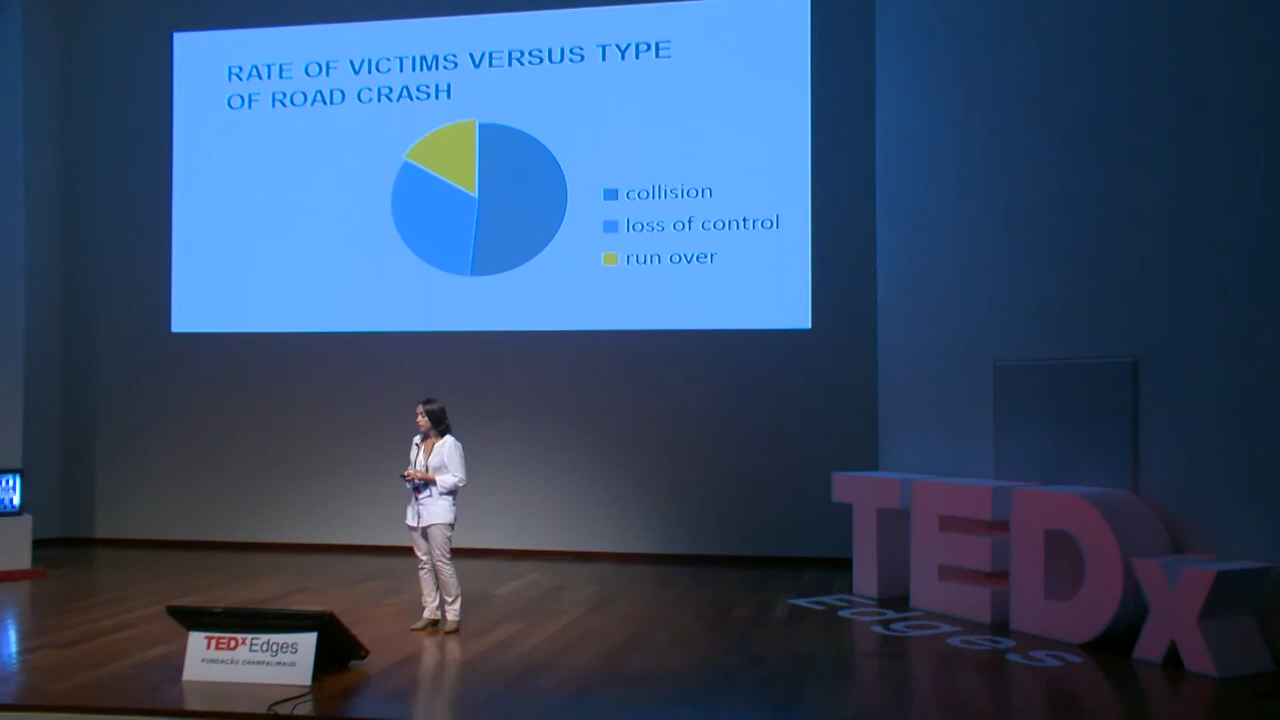 RATE OF VICTIMS VERSUS TYPE
OF ROAD CRASH
collision
loss of control
run over
TEDx
Edges
TEDx Edges
FUNDAÇÃO CHAMPALIMAUD